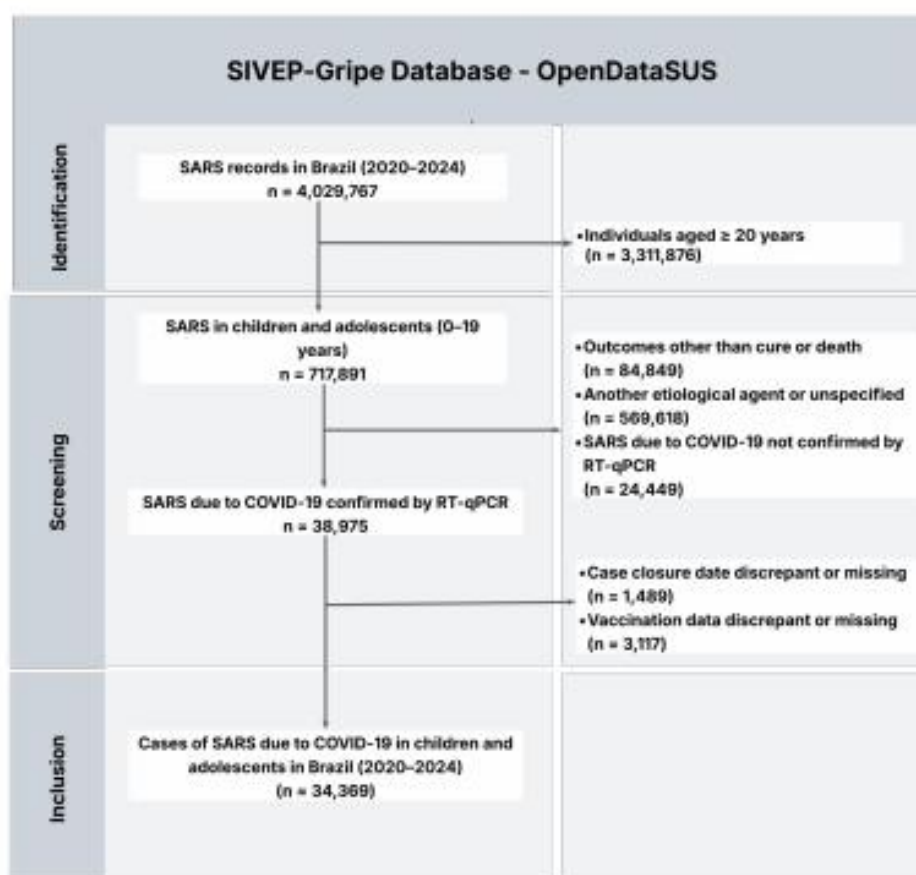 SIVEP-Gripe Database - OpenDataSUS
Identification
SARS records in Brazil (2020–2024)
n = 4,029,767
•Individuals aged ≥ 20 years
(n = 3,311,876)
Screening
SARS in children and adolescents (0–19
years)
n = 717,891
•Outcomes other than cure or death
(n = 84,849)
•Another etiological agent or unspecified
(n = 569,618)
•SARS due to COVID-19 not confirmed by
RT-qPCR
(n = 24,449)
SARS due to COVID-19 confirmed by RT-qPCR
n = 38,975
•Case closure date discrepant or missing
(n = 1,489)
•Vaccination data discrepant or missing
(n = 3,117)
Inclusion
Cases of SARS due to COVID-19 in children and
adolescents in Brazil (2020–2024)
(n = 34,369)